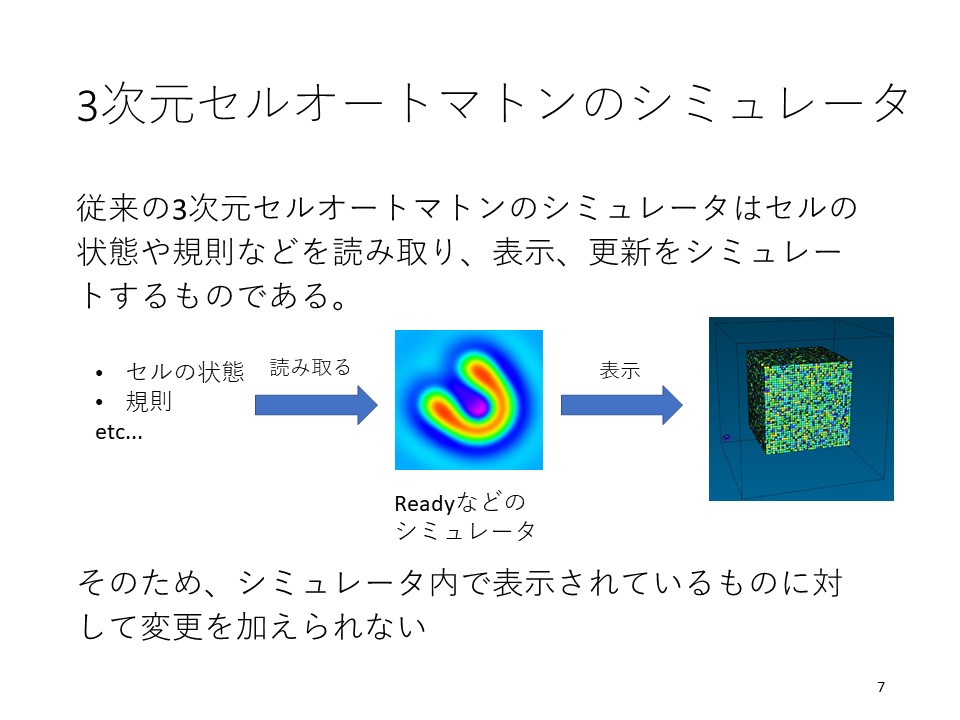 3次元セルオートマトンのシミュレータ
従来の3次元セルオートマトンのシミュレータはセルの
状態や規則などを読み取り、表示、更新をシミュレー
トするものである。
• セルの状態
• 規則
etc...
読み取る
Readyなどの
シミュレータ
表示
そのため、シミュレータ内で表示されているものに対
して変更を加えられない
7